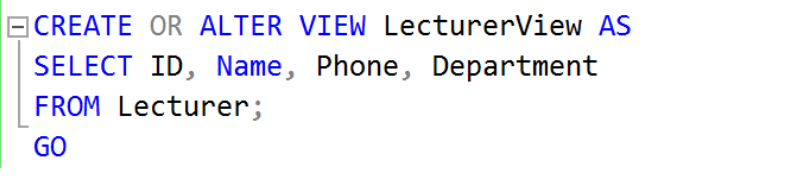 CREATE OR ALTER VIEW LecturerView AS
SELECT ID, Name, Phone, Department
FROM Lecturer;
GO